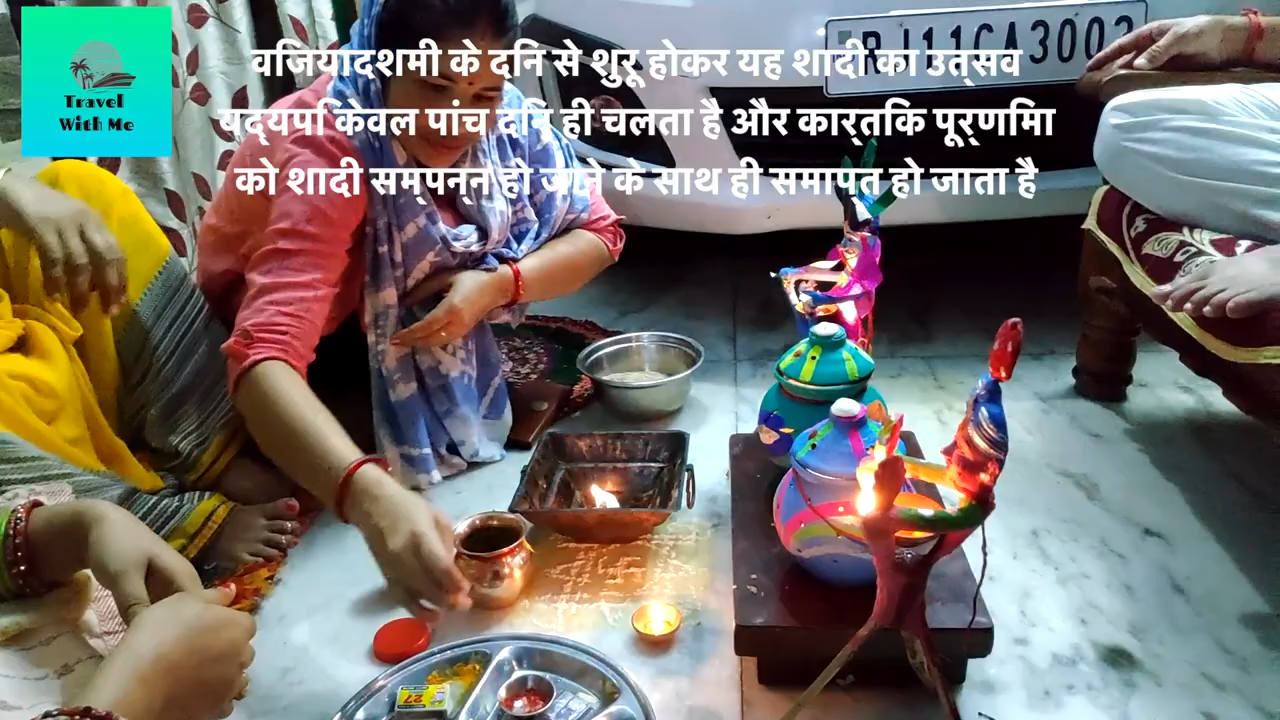 Travel
With Me
वजियादशमी के दनि से शुरू होकर यह शादी का उत्सव
यद्यपि केवल पांच दनि ही चलता है और कार्तकि पूर्णमिा
को शादी सम्पन्न हो जाने के साथ ही समाप्त हो जाता है
27